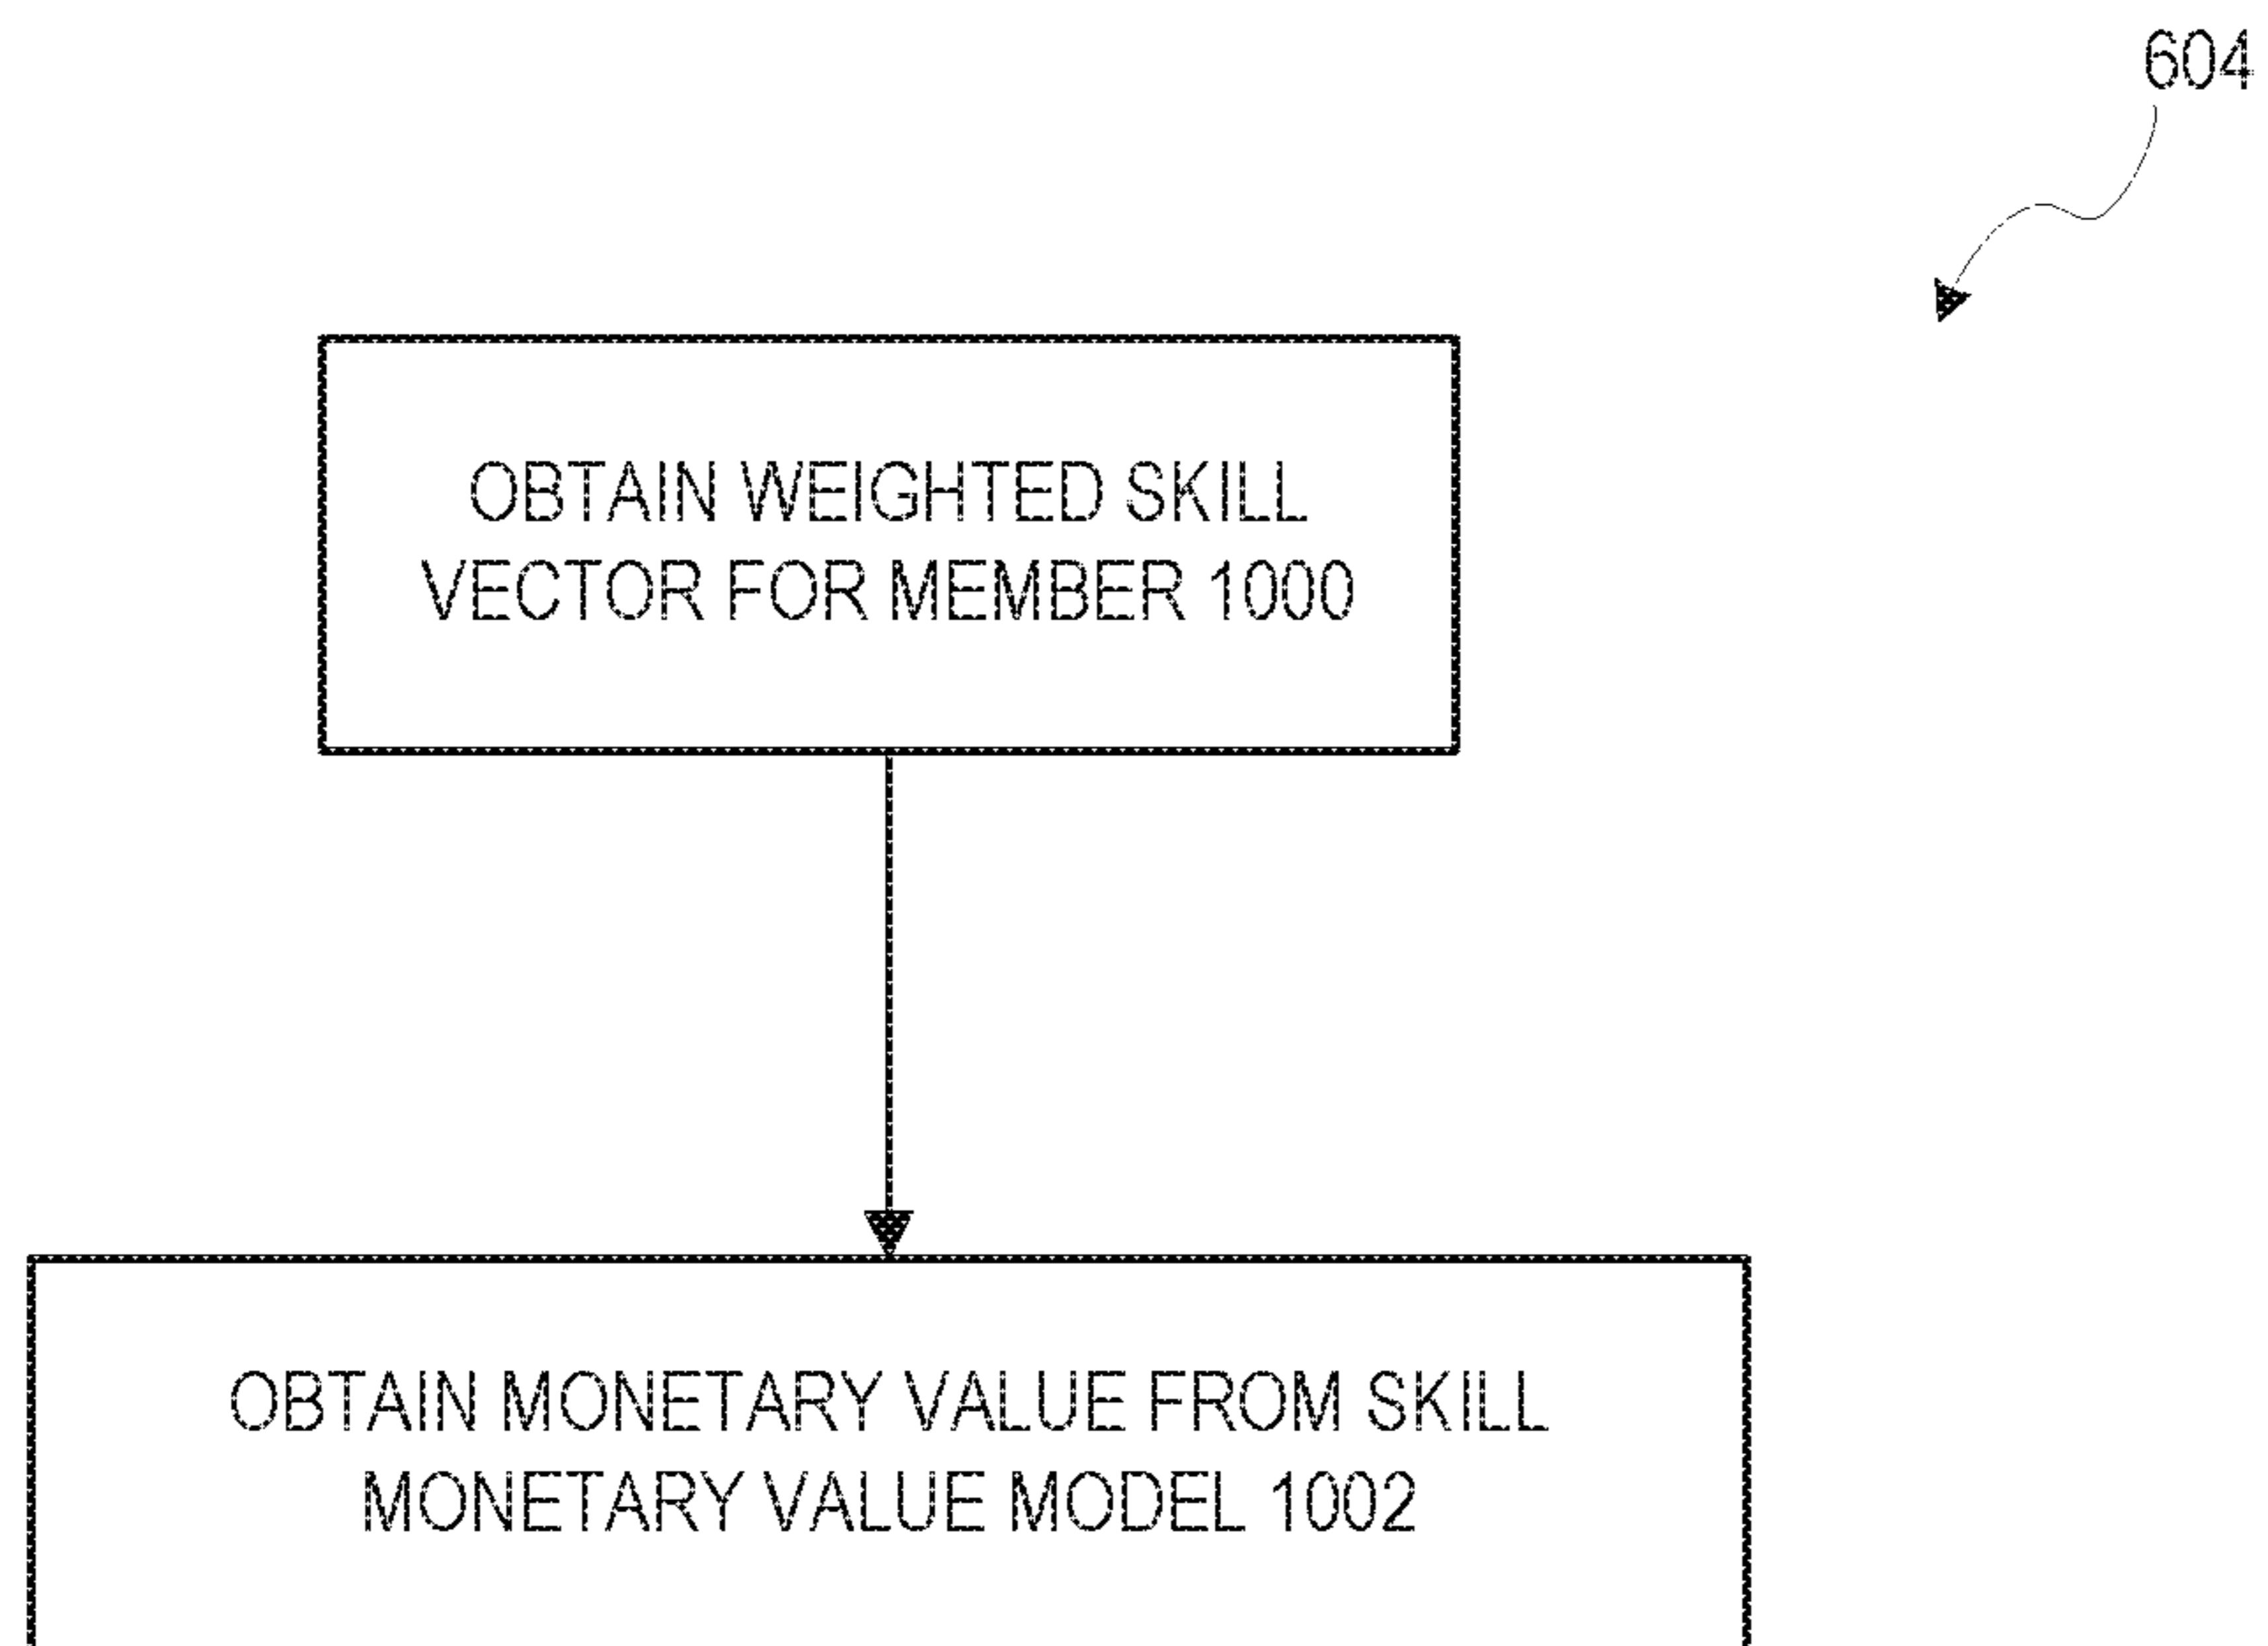 604
OBTAIN WEIGHTED SKILL
VECTOR FOR MEMBER 1000
OBTAIN MONETARY VALUE FROM SKILL
MONETARY VALUE MODEL 1002